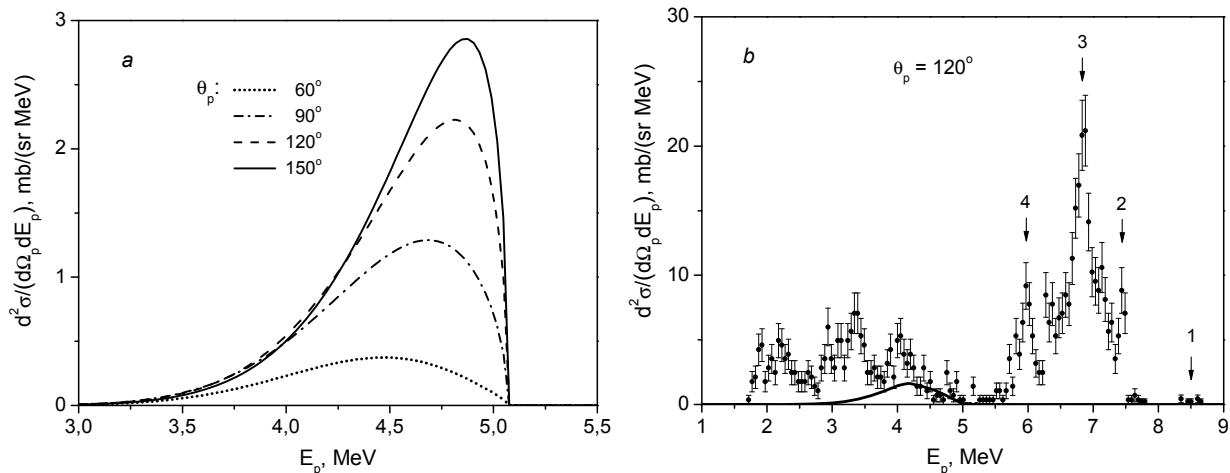 a
θp:
60°
90°
120°
150°
d²σ/(dΩp dEp), mb/(sr MeV)
3
2
1
0
3,0 3,5 4,0 4,5 5,0 5,5
Ep, MeV
b
θp = 120°
3
2
4
1
d²σ/(dΩp dEp), mb/(sr MeV)
30
20
10
0
1 2 3 4 5 6 7 8 9
Ep, MeV